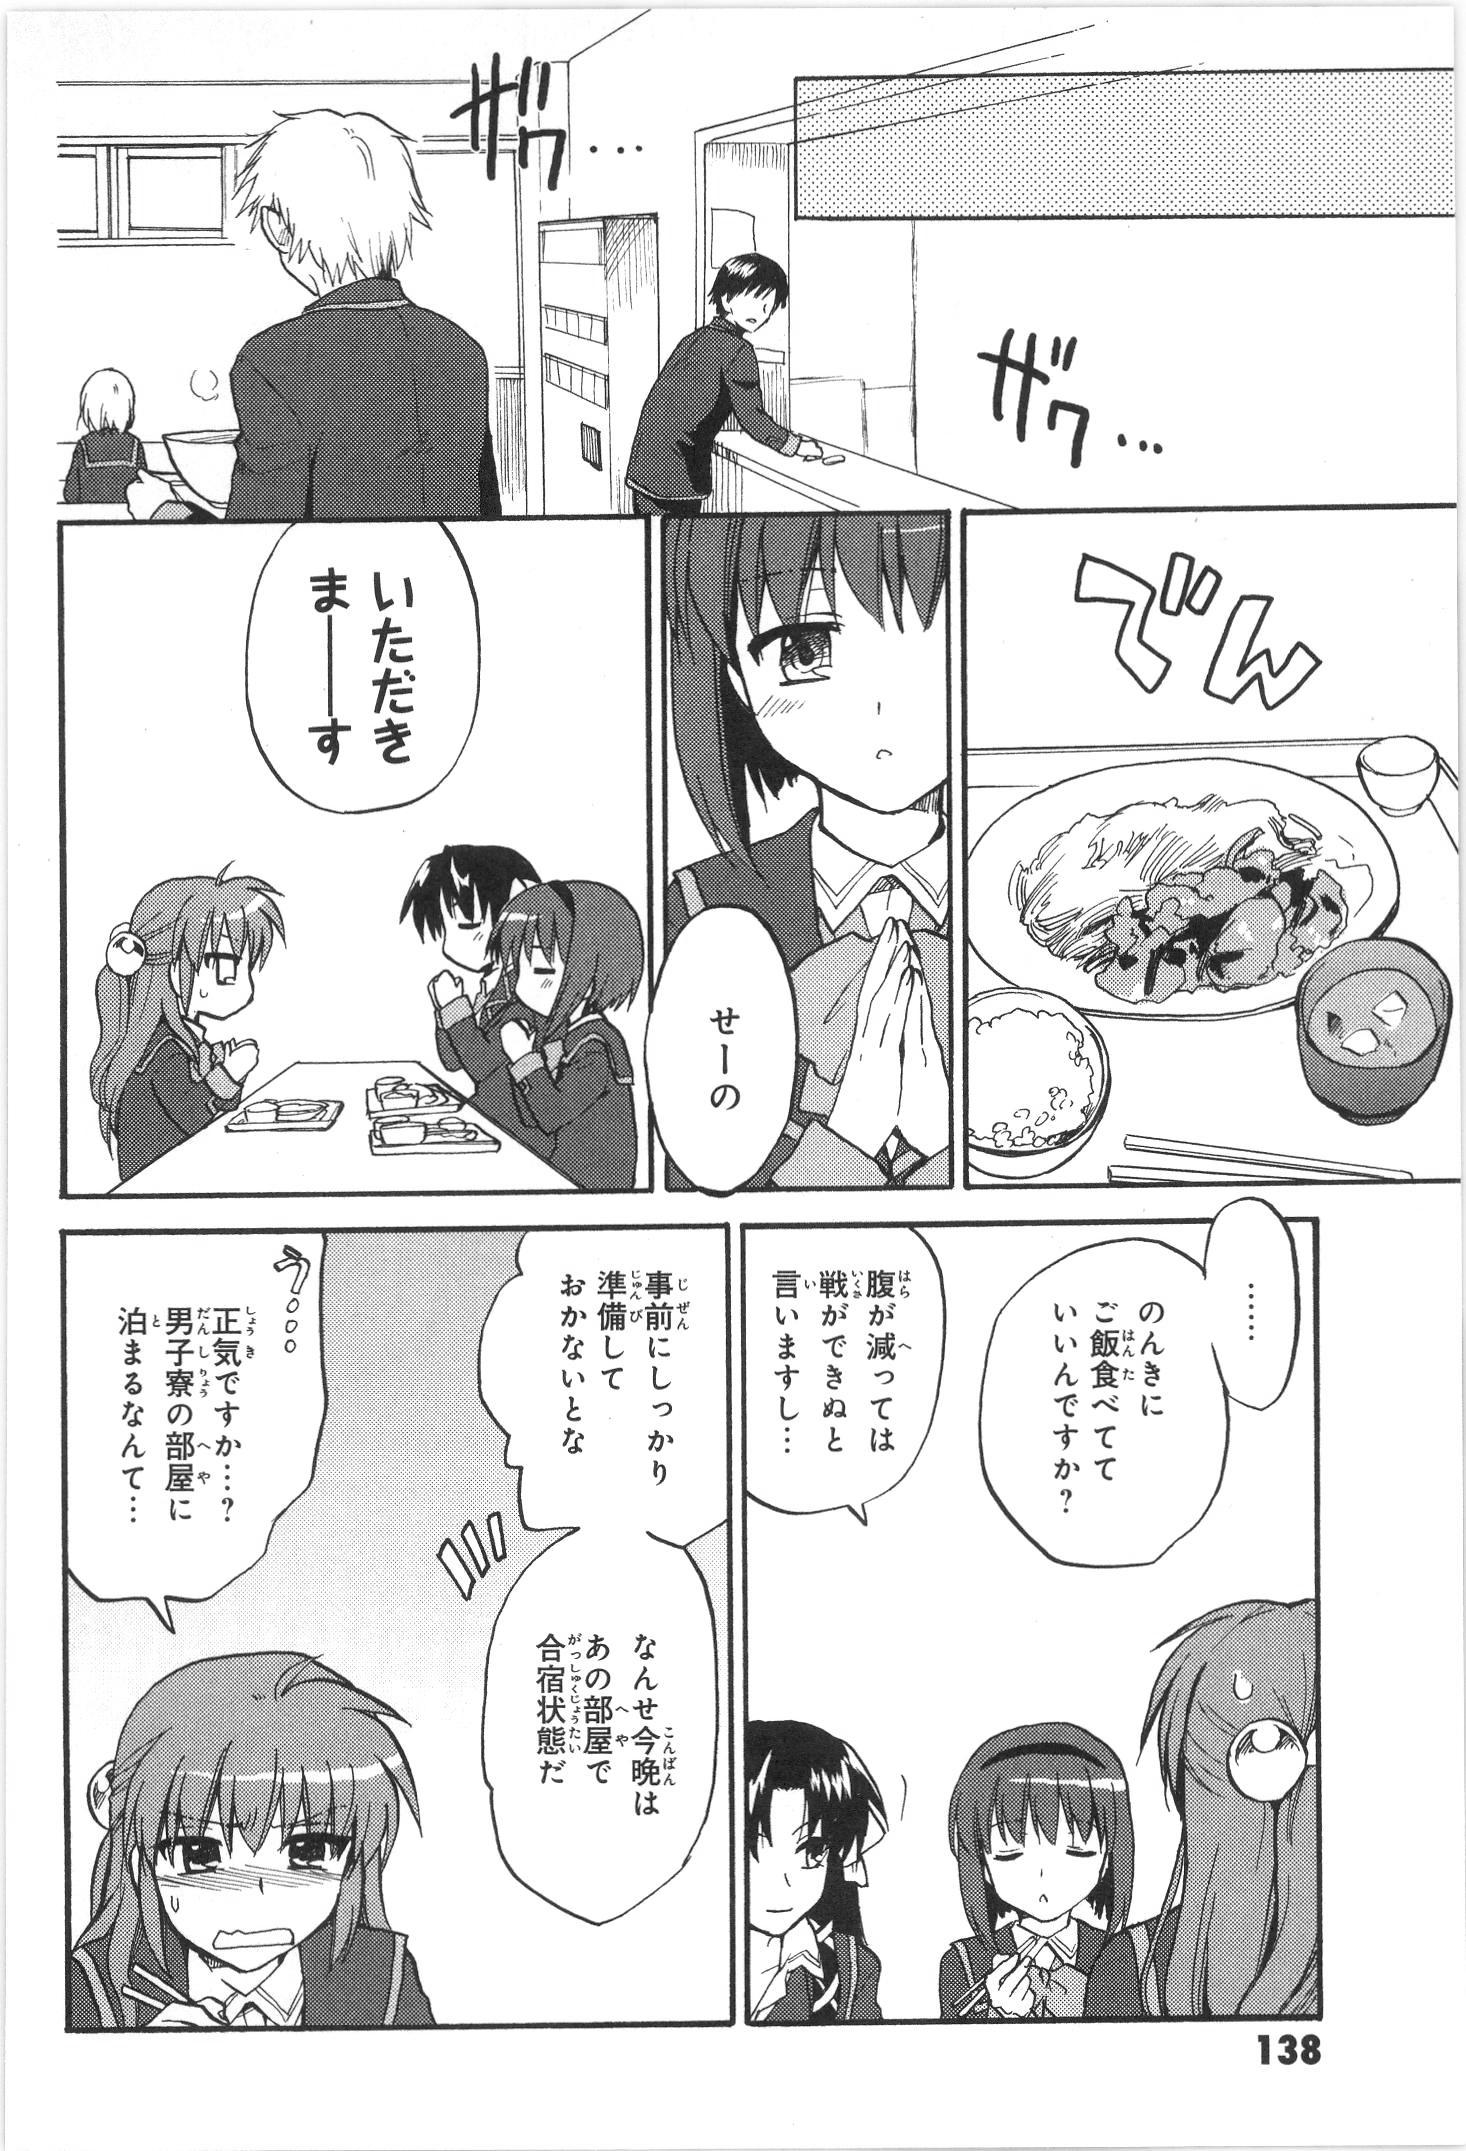 ザワ…
ザワ…
でん
せーの
いただき
まーーす
……
のんきに
ご飯食べてて
いいんですか?
腹が減っては
戦ができぬと
言いますし…
事前にしっかり
準備して
おかないとな
なんせ今晩は
あの部屋で
合宿状態だ
う。。。
正気ですか…?
男子寮の部屋に
泊まるなんて…
138